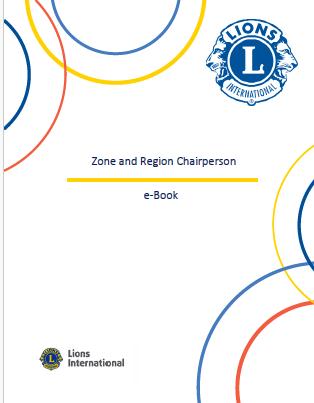 LIONS
L
INTERNATIONAL
Zone and Region Chairperson
e-Book
Lions
International